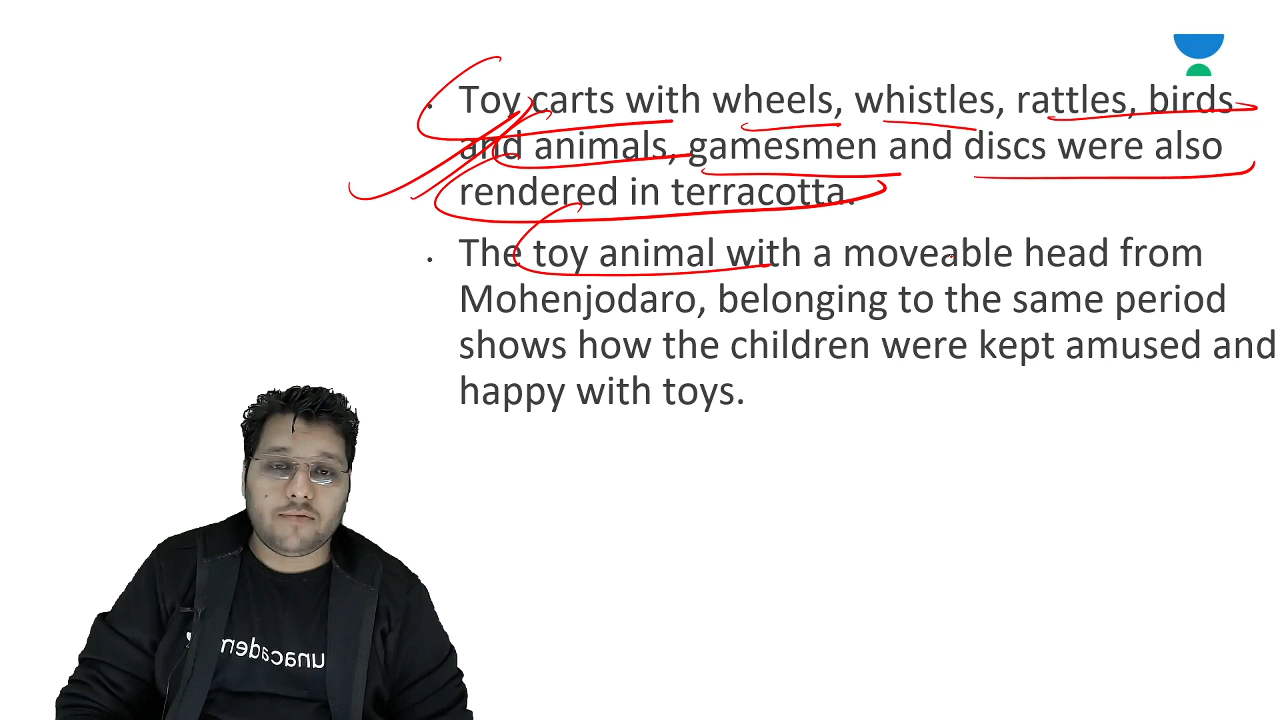 Toy carts with wheels, whistles, rattles, birds
and animals, gamesmen and discs were also
rendered in terracotta.
The toy animal with a moveable head from
Mohenjodaro, belonging to the same period
shows how the children were kept amused and
happy with toys.
unacadem